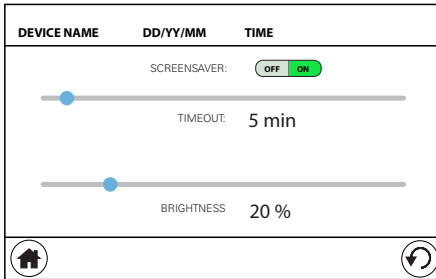 DEVICE NAME DD/YY/MM TIME
SCREENSAVER: OFF ON
TIMEOUT: 5 min
BRIGHTNESS 20 %